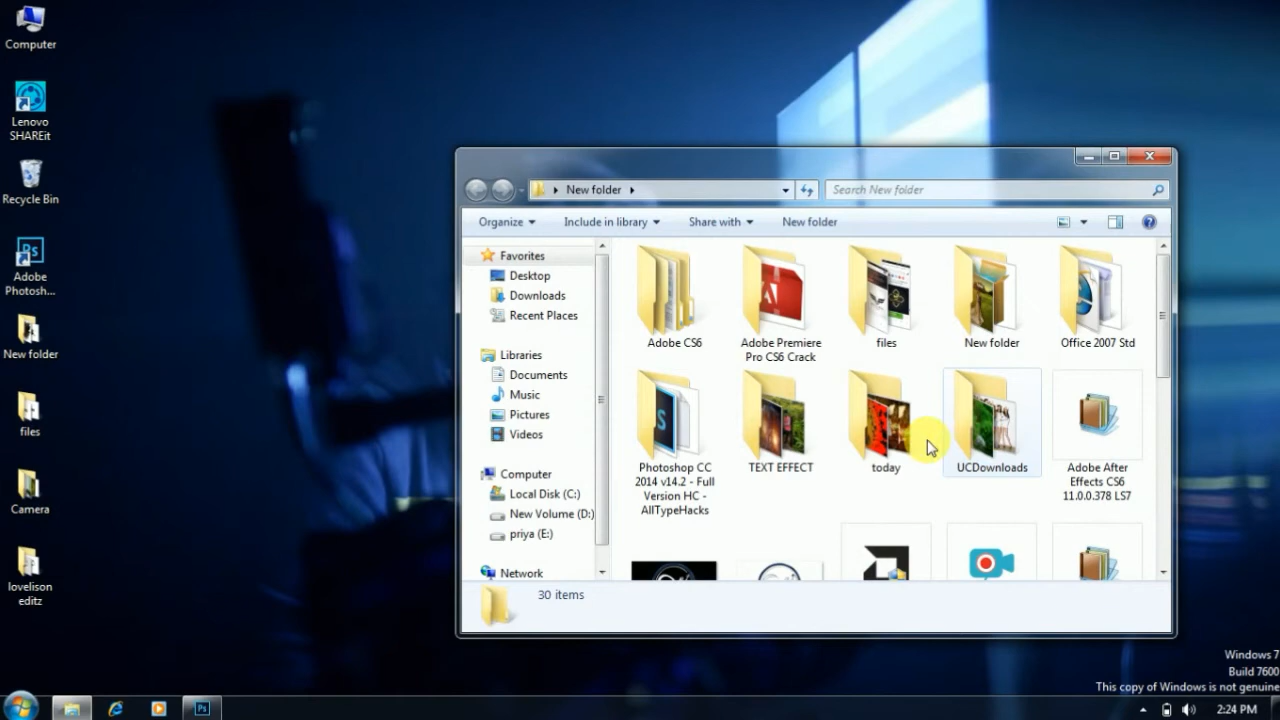 Computer
Lenovo
SHAREit
Recycle Bin
Adobe
Photosh...
New folder
files
Camera
lovelison
editz
New folder
Search New folder
Organize
Include in library
Share with
New folder
Favorites
Desktop
Downloads
Recent Places
Libraries
Documents
Music
Pictures
Videos
Computer
Local Disk (C:)
New Volume (D:)
priya (E:)
Network
Adobe CS6
Adobe Premiere
Pro CS6 Crack
files
New folder
Office 2007 Std
Photoshop CC
2014 v14.2 - Full
Version HC -
AllTypeHacks
TEXT EFFECT
today
UCDownloads
Adobe After
Effects CS6
11.0.0.378 LS7
30 items
Windows 7
Build 7600
This copy of Windows is not genuine
2:24 PM
Ps
Ps